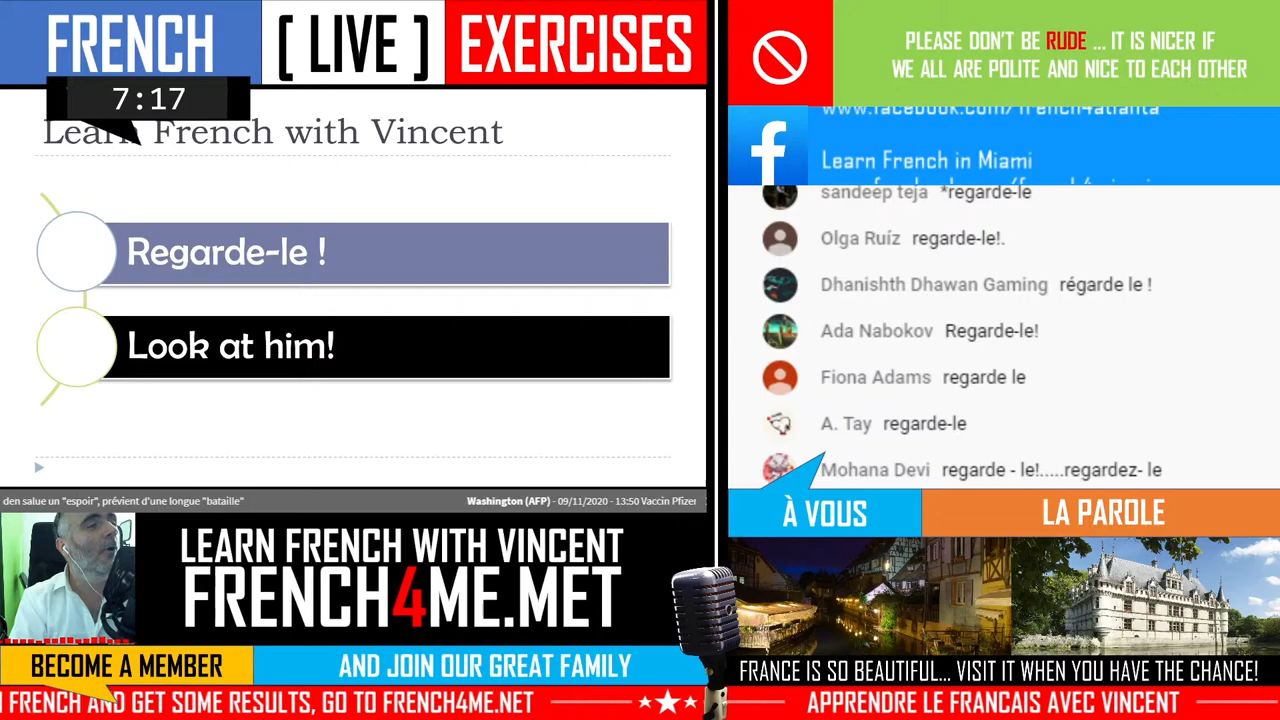 FRENCH
[ LIVE ]
EXERCISES
7:17
Learn French with Vincent
Regarde-le !
Look at him!
den salue un "espoir", prévient d'une longue "bataille"
Washington (AFP) - 09/11/2020 - 13:50 Vaccin Pfizer
LEARN FRENCH WITH VINCENT
FRENCH4ME.MET
BECOME A MEMBER
AND JOIN OUR GREAT FAMILY
FRENCH AND GET SOME RESULTS, GO TO FRENCH4ME.NET
PLEASE DON'T BE RUDE ... IT IS NICER IF
WE ALL ARE POLITE AND NICE TO EACH OTHER
www.facebook.com/french4atlanta
Learn French in Miami
sandeep teja *regarde-le
Olga Ruíz regarde-le!.
Dhanishth Dhawan Gaming régarde le !
Ada Nabokov Regarde-le!
Fiona Adams regarde le
A. Tay regarde-le
Mohana Devi regarde - le!.....regardez- le
À VOUS
LA PAROLE
FRANCE IS SO BEAUTIFUL... VISIT IT WHEN YOU HAVE THE CHANCE!
APPRENDRE LE FRANCAIS AVEC VINCENT